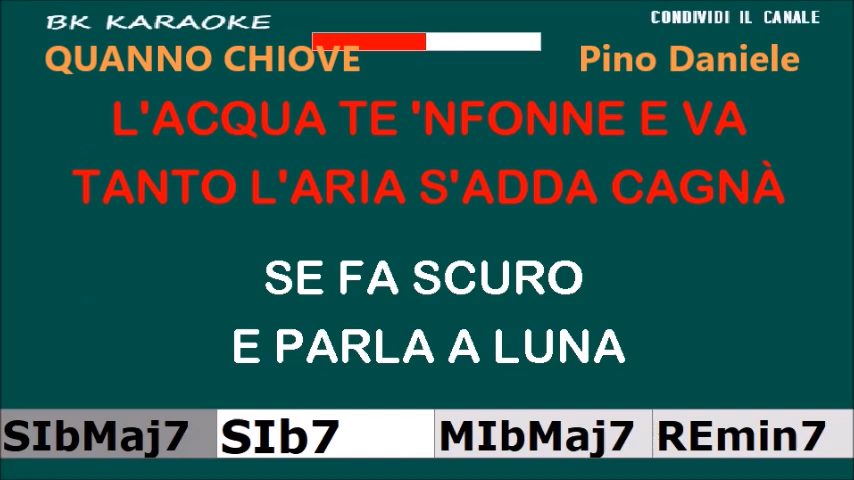 BK KARAOKE
CONDIVIDI IL CANALE
QUANNO CHIOVE
Pino Daniele
L'ACQUA TE 'NFONNE E VA
TANTO L'ARIA S'ADDA CAGNÀ
SE FA SCURO
E PARLA A LUNA
SIbMaj7 SIb7 MIbMaj7 REmin7